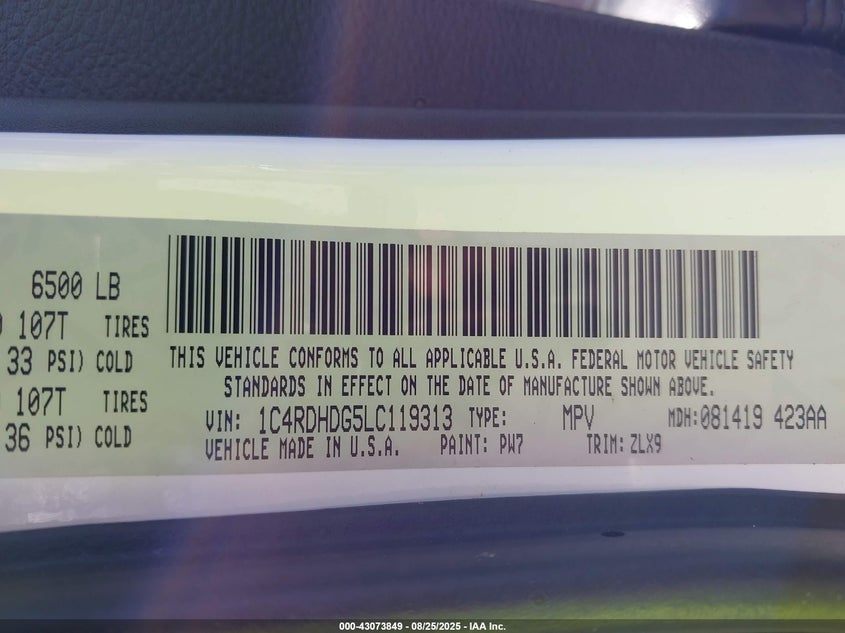 6500 LB
107T TIRES
33 PSI) COLD
107T TIRES
36 PSI) COLD
THIS VEHICLE CONFORMS TO ALL APPLICABLE U.S.A. FEDERAL MOTOR VEHICLE SAFETY
STANDARDS IN EFFECT ON THE DATE OF MANUFACTURE SHOWN ABOVE.
VIN: 1C4RDHDG5LC119313 TYPE: MPV MDH:081419 423AA
VEHICLE MADE IN U.S.A. PAINT: PW7 TRIM: ZLX9
000-43073849 - 08/25/2025 - IAA Inc.